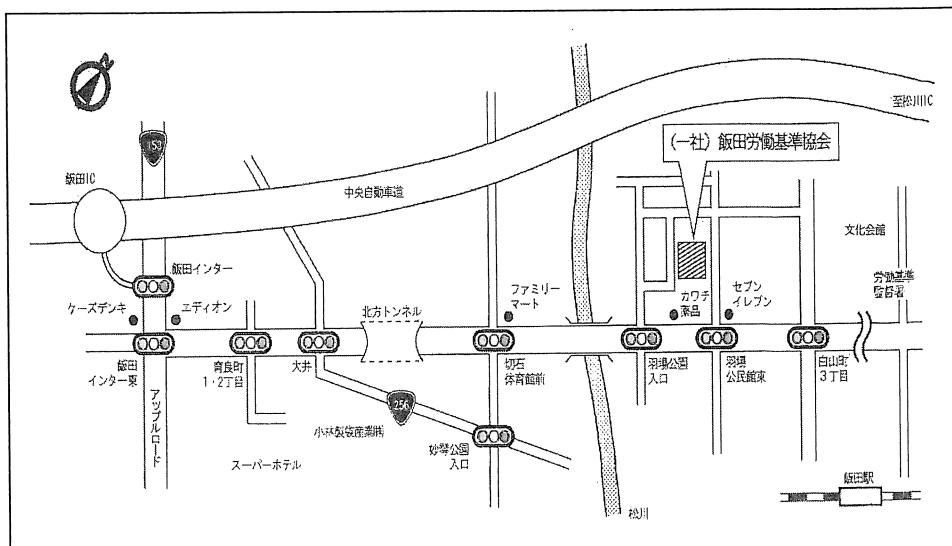 N
153
飯田IC
中央自動車道
至松川IC
(一社)飯田労働基準協会
文化会館
飯田インター
ケーズデンキ
エディオン
北方トンネル
ファミリー
マート
カワチ
薬品
セブン
イレブン
労働基準
監督署
飯田
インター東
育良町
1・2丁目
大井
切石
体育館前
羽場公園
入口
羽場
公民館東
白山町
3丁目
アップルロード
256
小林製袋産業㈱
妙琴公園
入口
スーパーホテル
飯田駅
松川